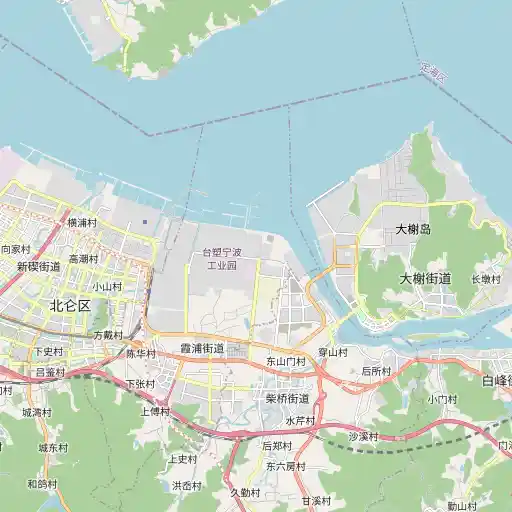 定海区
横浦村
向家村
高潮村
新碶街道
小山村
北仑区
台塑宁波
工业园
大榭岛
大榭街道
长墩村
方戴村
下史村
陈华村
霞浦街道
东山门村
穿山村
后所村
吕鉴村
下张村
白峰街
城湾村
上傅村
柴桥街道
小门村
水芹村
沙溪村
城东村
后郑村
上史村
东六房村
和鸽村
洪岙村
久勤村
甘溪村
勤山村